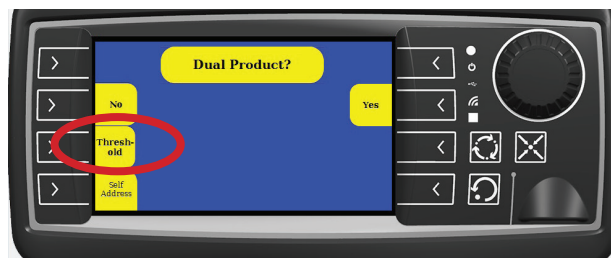 Dual Product?
No
Yes
Thresh-
old
Self
Address